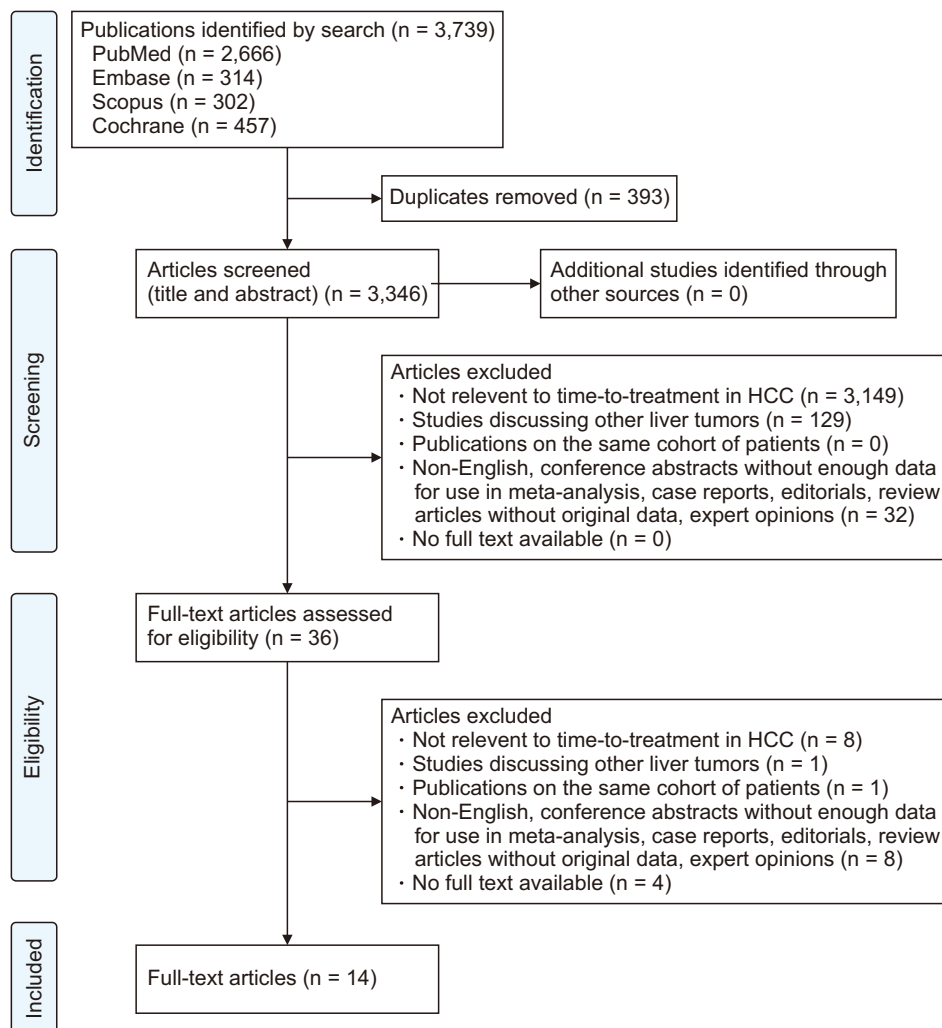 Identification
Publications identified by search (n = 3,739)
PubMed (n = 2,666)
Embase (n = 314)
Scopus (n = 302)
Cochrane (n = 457)
Duplicates removed (n = 393)
Screening
Articles screened
(title and abstract) (n = 3,346)
Additional studies identified through
other sources (n = 0)
Articles excluded
· Not relevent to time-to-treatment in HCC (n = 3,149)
· Studies discussing other liver tumors (n = 129)
· Publications on the same cohort of patients (n = 0)
· Non-English, conference abstracts without enough data
for use in meta-analysis, case reports, editorials, review
articles without original data, expert opinions (n = 32)
· No full text available (n = 0)
Eligibility
Full-text articles assessed
for eligibility (n = 36)
Articles excluded
· Not relevent to time-to-treatment in HCC (n = 8)
· Studies discussing other liver tumors (n = 1)
· Publications on the same cohort of patients (n = 1)
· Non-English, conference abstracts without enough data
for use in meta-analysis, case reports, editorials, review
articles without original data, expert opinions (n = 8)
· No full text available (n = 4)
Included
Full-text articles (n = 14)